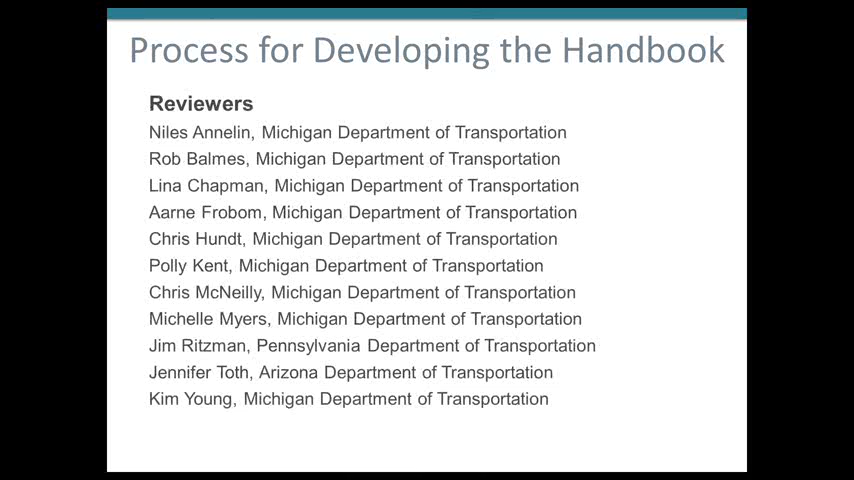 Process for Developing the Handbook
Reviewers
Niles Annelin, Michigan Department of Transportation
Rob Balmes, Michigan Department of Transportation
Lina Chapman, Michigan Department of Transportation
Aarne Frobom, Michigan Department of Transportation
Chris Hundt, Michigan Department of Transportation
Polly Kent, Michigan Department of Transportation
Chris McNeilly, Michigan Department of Transportation
Michelle Myers, Michigan Department of Transportation
Jim Ritzman, Pennsylvania Department of Transportation
Jennifer Toth, Arizona Department of Transportation
Kim Young, Michigan Department of Transportation